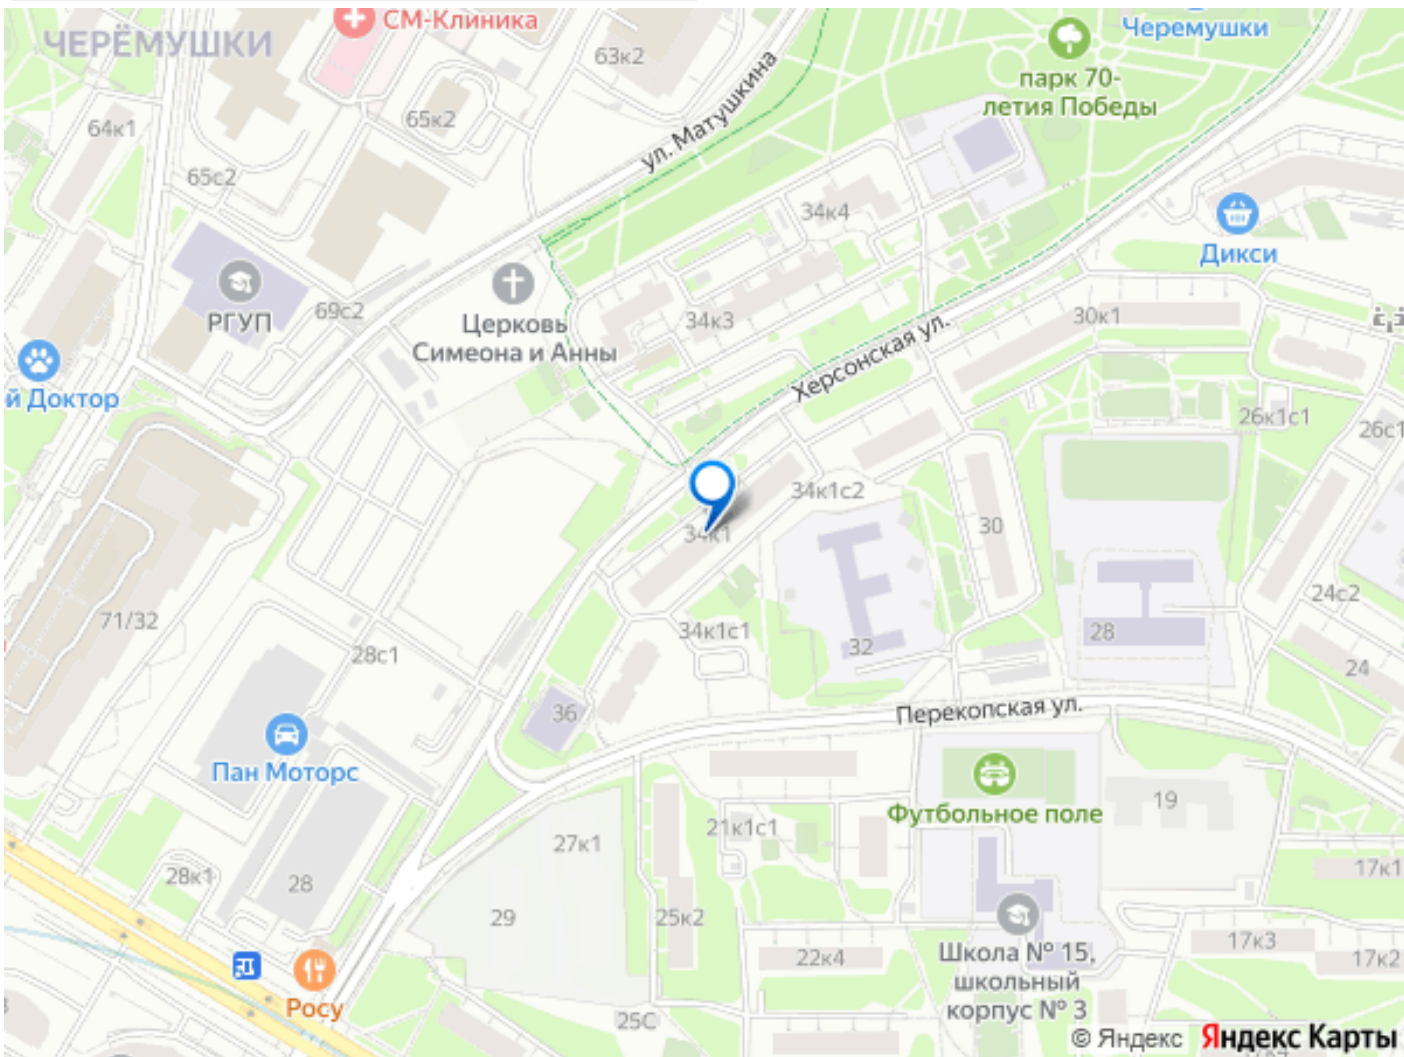 СМ-Клиника
ЧЕРЁМУШКИ
Черемушки
63к2
парк 70-
летия Победы
ул. Матушкина
65к2
64к1
65с2
34к4
Дикси
РГУП
69с2
Церковь
Симеона и Анны
34к3
Херсонская ул.
30к1
й Доктор
26к1с1
26с1
34к1с2
34к1
30
24с2
71/32
34к1с1
32
28
28с1
24
36
Перекопская ул.
Пан Моторс
19
Футбольное поле
21к1с1
27к1
17к1
28к1
28
29
25к2
22к4
17к3
17к2
Школа № 15,
школьный
корпус № 3
Росу
25С
© Яндекс Яндекс Карты